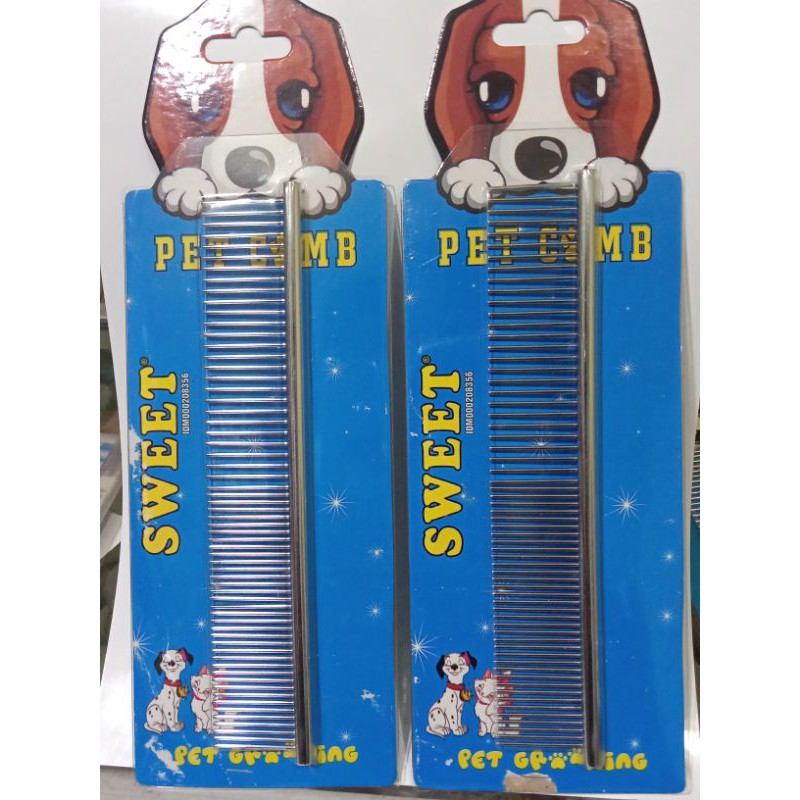 PET COMB
SWEET®
IDM000208356
PET GROOMING
PET COMB
SWEET®
IDM000208356
PET GROOMING